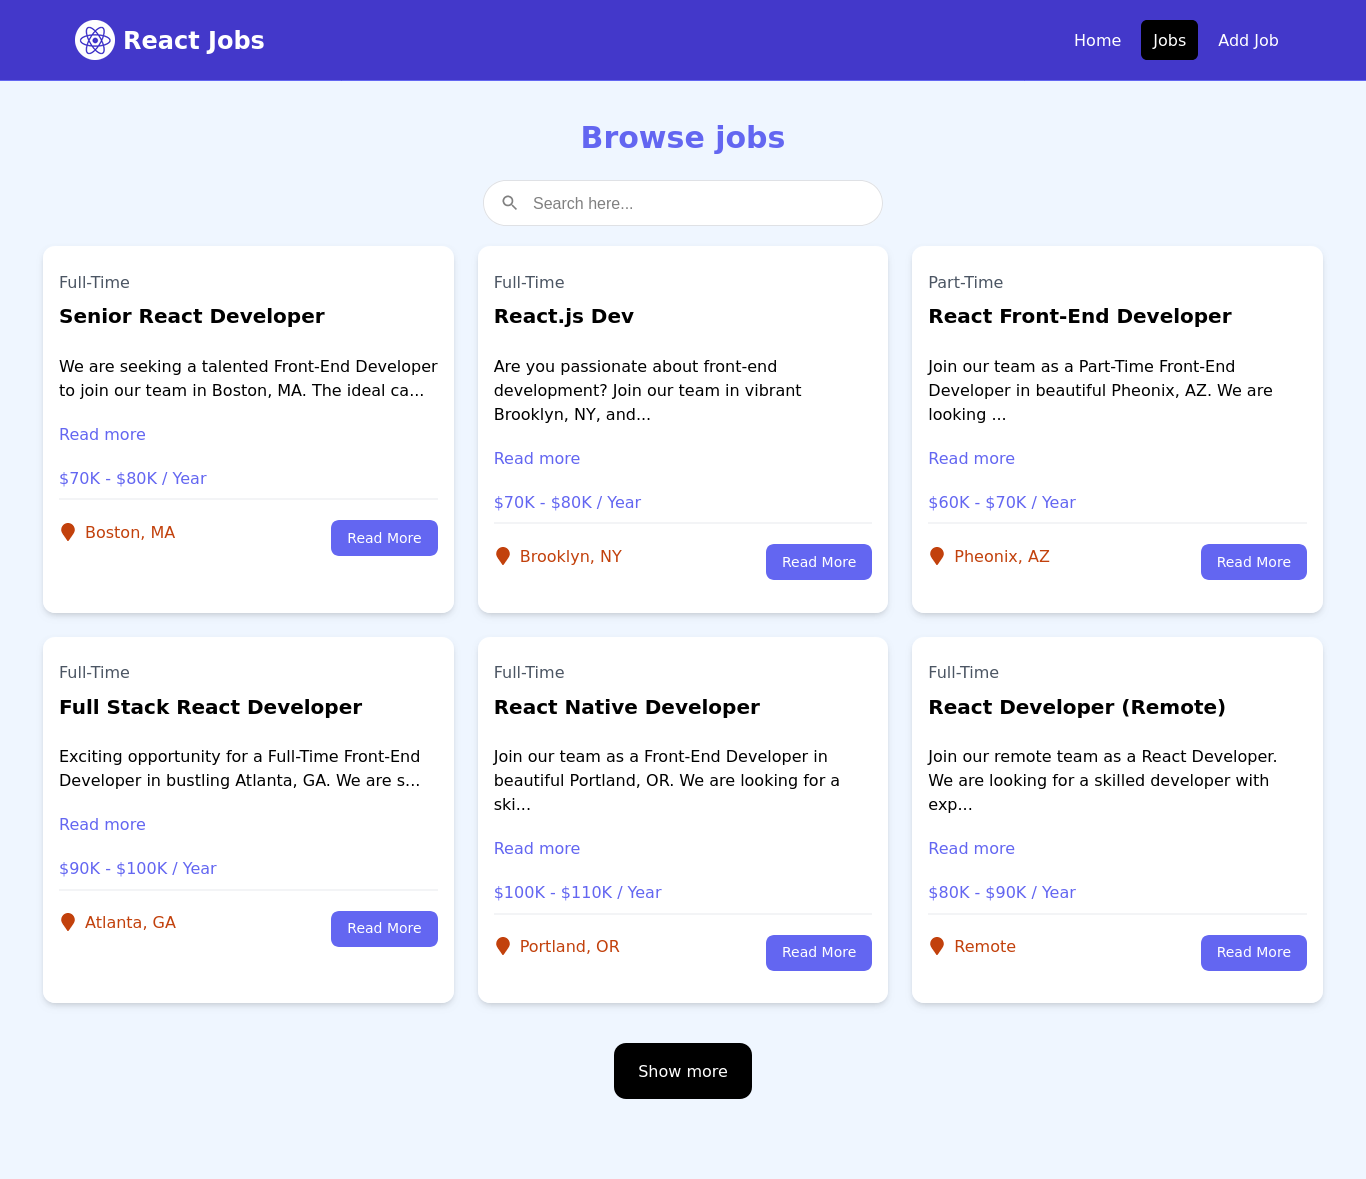 React Jobs
Home
Jobs
Add Job
Browse jobs
Search here...
Full-Time
Senior React Developer
We are seeking a talented Front-End Developer
to join our team in Boston, MA. The ideal ca...
Read more
$70K - $80K / Year
Boston, MA
Read More
Full-Time
React.js Dev
Are you passionate about front-end
development? Join our team in vibrant
Brooklyn, NY, and...
Read more
$70K - $80K / Year
Brooklyn, NY
Read More
Part-Time
React Front-End Developer
Join our team as a Part-Time Front-End
Developer in beautiful Pheonix, AZ. We are
looking ...
Read more
$60K - $70K / Year
Pheonix, AZ
Read More
Full-Time
Full Stack React Developer
Exciting opportunity for a Full-Time Front-End
Developer in bustling Atlanta, GA. We are s...
Read more
$90K - $100K / Year
Atlanta, GA
Read More
Full-Time
React Native Developer
Join our team as a Front-End Developer in
beautiful Portland, OR. We are looking for a
ski...
Read more
$100K - $110K / Year
Portland, OR
Read More
Full-Time
React Developer (Remote)
Join our remote team as a React Developer.
We are looking for a skilled developer with
exp...
Read more
$80K - $90K / Year
Remote
Read More
Show more